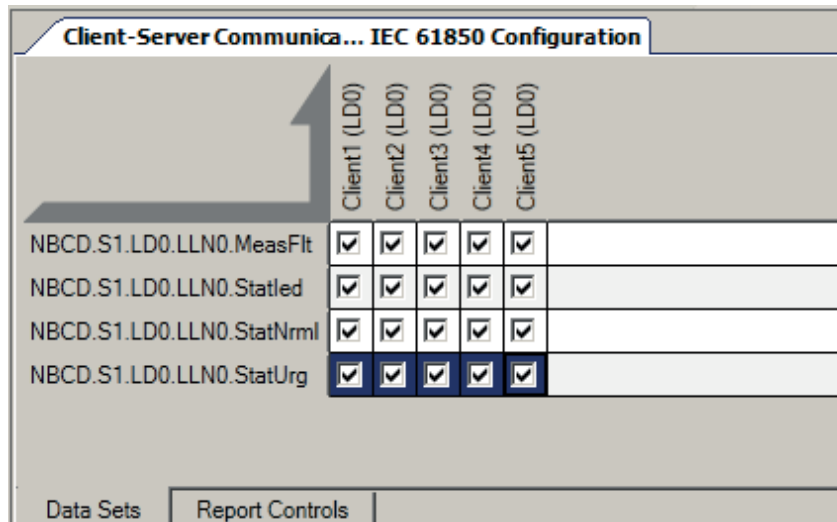 Client-Server Communica... IEC 61850 Configuration
Client1 (LD0)
Client2 (LD0)
Client3 (LD0)
Client4 (LD0)
Client5 (LD0)
NBCD.S1.LD0.LLN0.MeasFlt
NBCD.S1.LD0.LLN0.Statled
NBCD.S1.LD0.LLN0.StatNrml
NBCD.S1.LD0.LLN0.StatUrg
Data Sets Report Controls